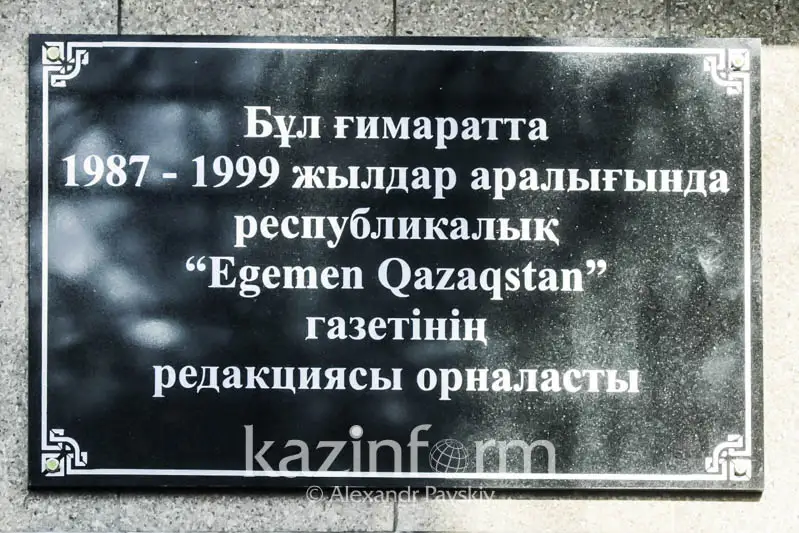 Бұл ғимаратта
1987 - 1999 жылдар аралығында
республикалық
“Egemen Qazaqstan”
газетінің
редакциясы орналасты
kazinform
© Alexandr Pavskiy